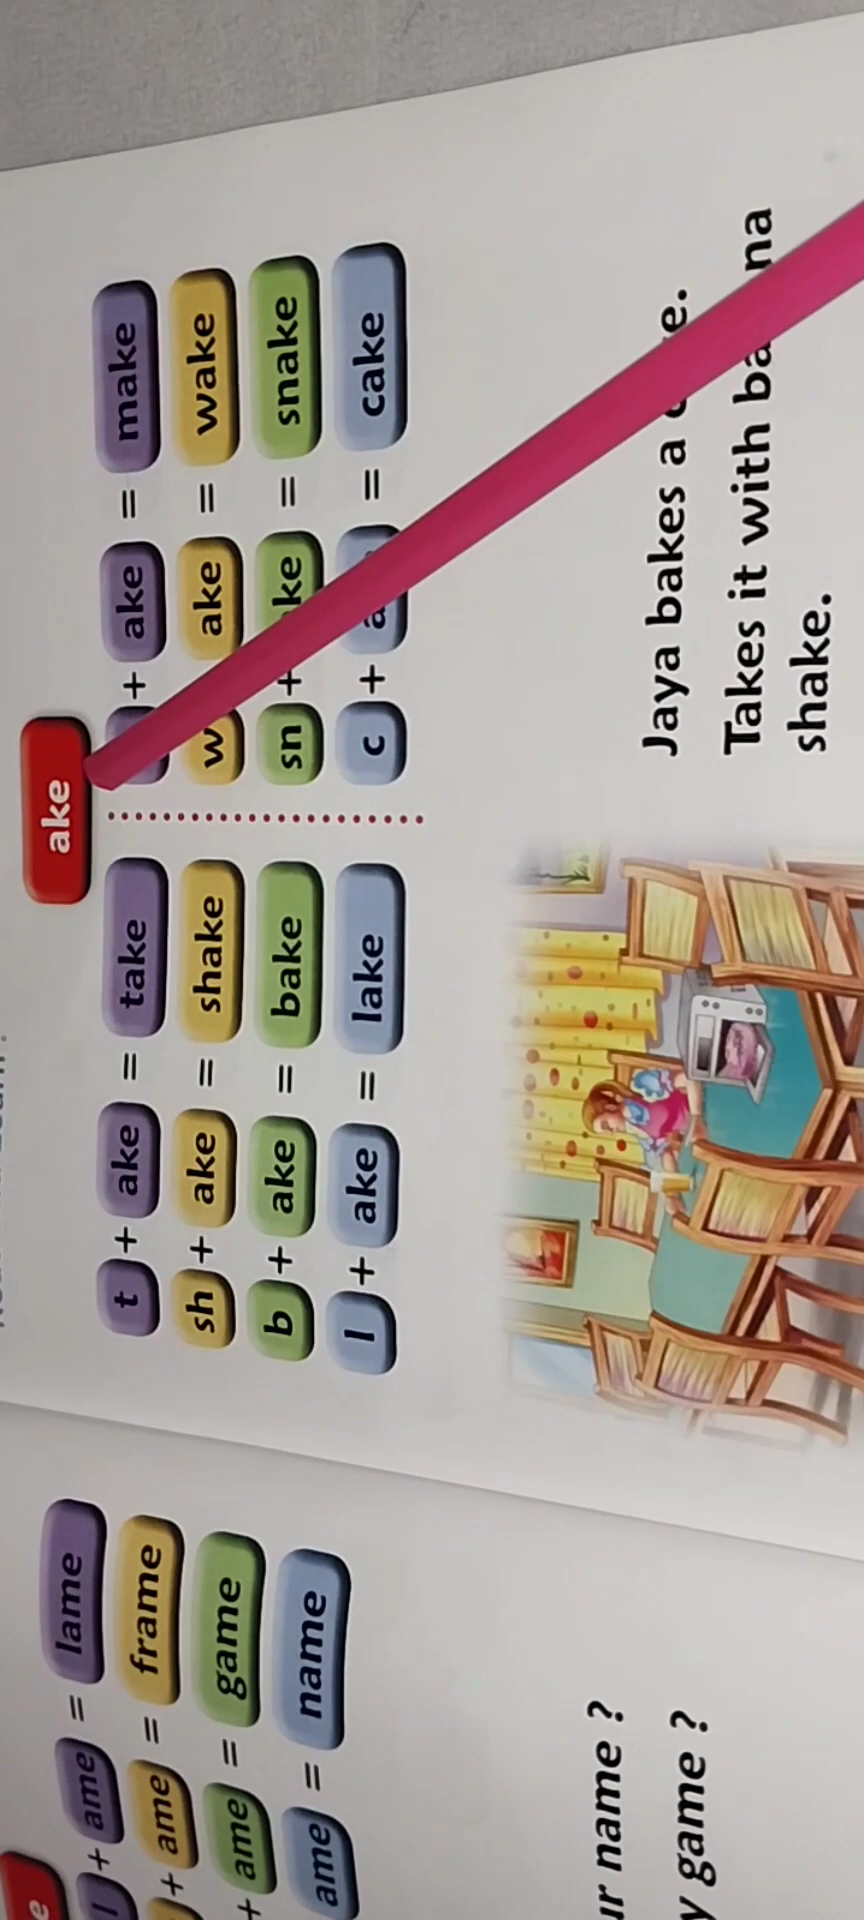 ake
t + ake = take
+ ake = make
sh + ake = shake
w ake = wake
b + ake = bake
sn + ke = snake
l + ake = lake
c + a = cake
Jaya bakes a
Takes it with
shake.
l + ame = lame
+ ame = frame
+ ame = game
ame = name
name ?
game ?